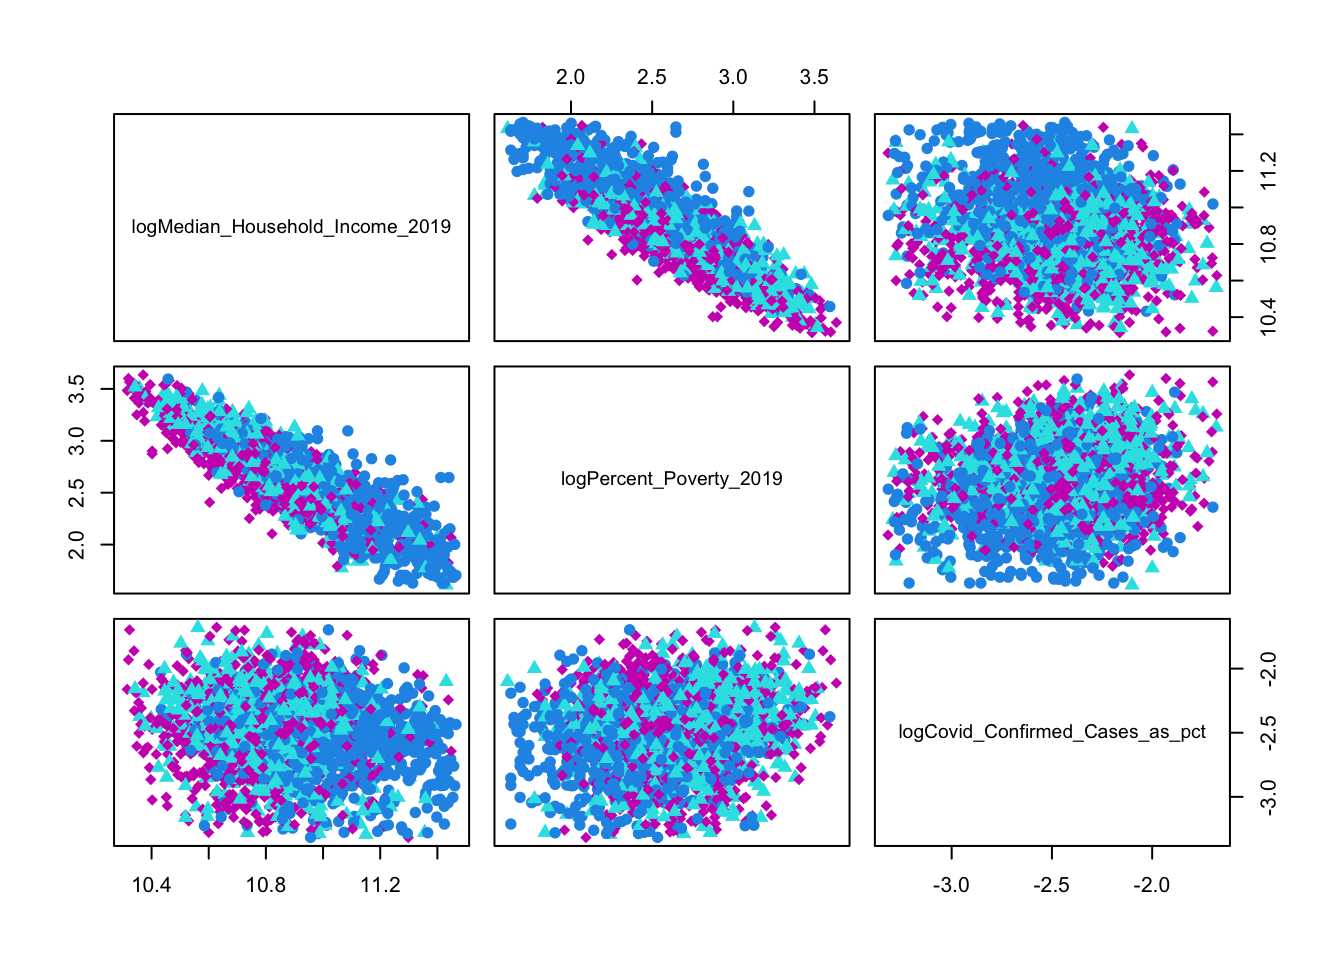 2.0 2.5 3.0 3.5
logMedian_Household_Income_2019
10.4 10.8 11.2
2.0 2.5 3.0 3.5
logPercent_Poverty_2019
logCovid_Confirmed_Cases_as_pct
-3.0 -2.5 -2.0
10.4 10.8 11.2
-3.0 -2.5 -2.0